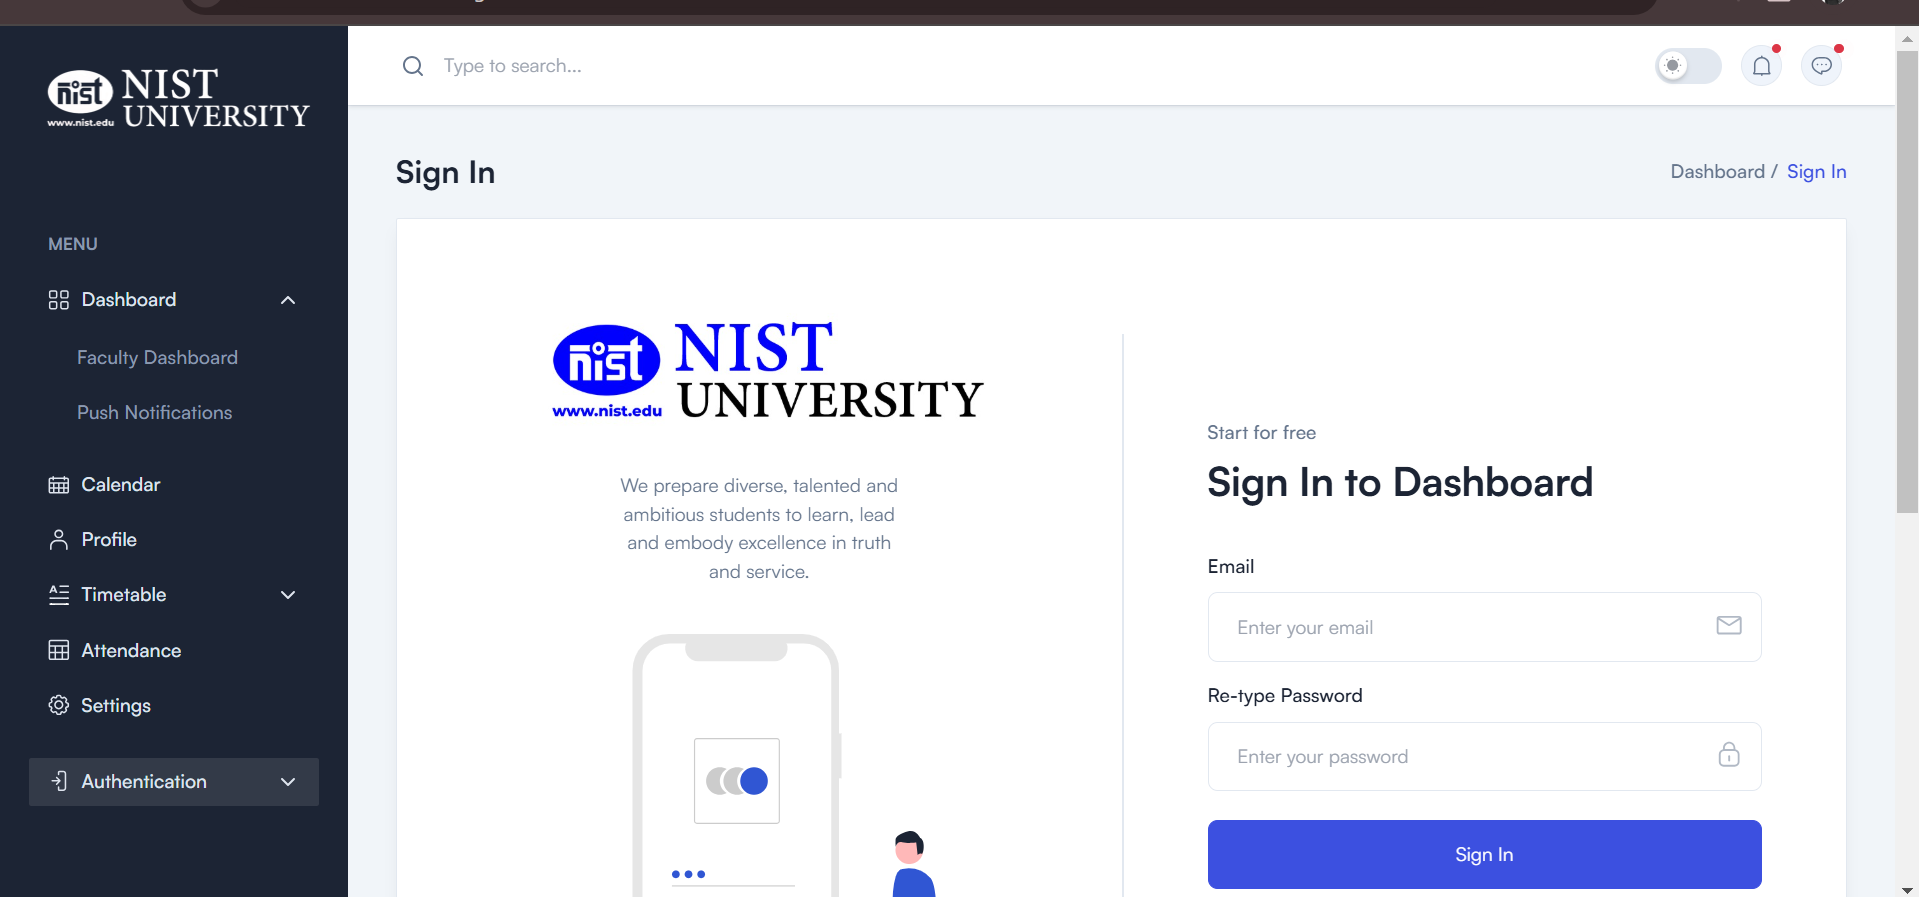 nist
www.nist.edu
NIST
UNIVERSITY
MENU
Dashboard
Faculty Dashboard
Push Notifications
Calendar
Profile
Timetable
Attendance
Settings
Authentication
Type to search...
Sign In
Dashboard / Sign In
nist
www.nist.edu
NIST
UNIVERSITY
We prepare diverse, talented and
ambitious students to learn, lead
and embody excellence in truth
and service.
Start for free
Sign In to Dashboard
Email
Enter your email
Re-type Password
Enter your password
Sign In